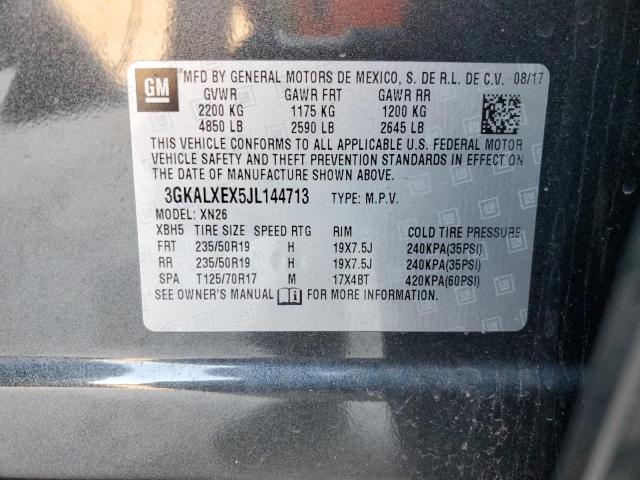 GM
MFD BY GENERAL MOTORS DE MEXICO, S. DE R.L. DE C.V. 08/17
GVWR GAWR FRT GAWR RR
2200 KG 1175 KG 1200 KG
4850 LB 2590 LB 2645 LB
THIS VEHICLE CONFORMS TO ALL APPLICABLE U.S. FEDERAL MOTOR
VEHICLE SAFETY AND THEFT PREVENTION STANDARDS IN EFFECT ON
THE DATE OF MANUFACTURE SHOWN ABOVE.
3GKALXEX5JL144713 TYPE: M.P.V.
MODEL: XN26
XBH5 TIRE SIZE SPEED RTG RIM COLD TIRE PRESSURE
FRT 235/50R19 H 19X7.5J 240KPA(35PSI)
RR 235/50R19 H 19X7.5J 240KPA(35PSI)
SPA T125/70R17 M 17X4BT 420KPA(60PSI)
SEE OWNER'S MANUAL FOR MORE INFORMATION.